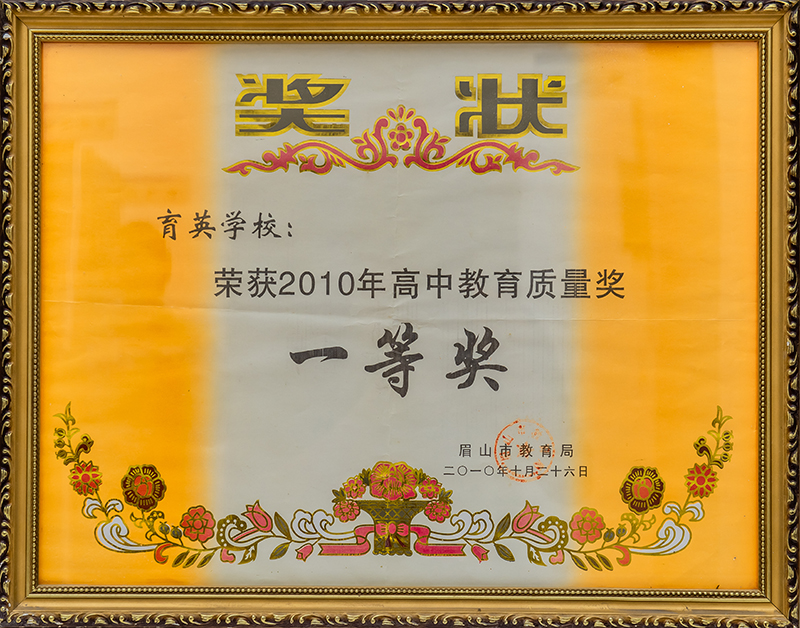 奖状
育英学校：
荣获2010年高中教育质量奖
一等奖
眉山市教育局
二〇一〇年十月二十六日